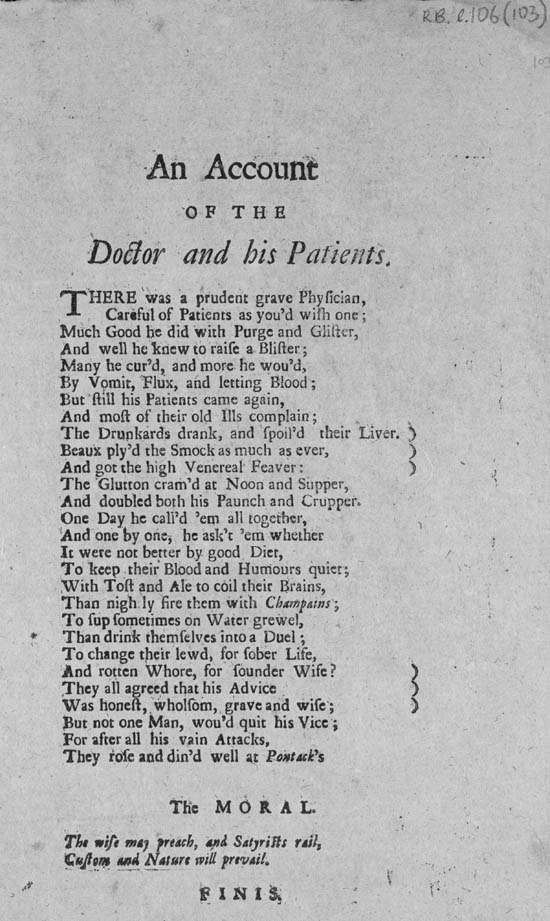 RB. l.106(103)
103
An Account
OF THE
Doctor and his Patients.
THERE was a prudent grave Phyſician,
Careful of Patients as you'd wiſh one;
Much Good he did with Purge and Gliſter,
And well he knew to raiſe a Bliſter;
Many he cur'd, and more he wou'd,
By Vomit, Flux, and letting Blood;
But ſtill his Patients came again,
And moſt of their old Ills complain;
The Drunkards drank, and ſpoil'd their Liver.
Beaux ply'd the Smock as much as ever,
And got the high Venereal Feaver:
The Glutton cram'd at Noon and Supper,
And doubled both his Paunch and Crupper.
One Day he call'd 'em all together,
And one by one, he ask't 'em whether
It were not better by good Diet,
To keep their Blood and Humours quiet;
With Toſt and Ale to coil their Brains,
Than nigh ly fire them with Champains;
To ſup ſometimes on Water grewel,
Than drink themſelves into a Duel;
To change their lewd, for ſober Life,
And rotten Whore, for ſounder Wife?
They all agreed that his Advice
Was honeſt, wholſom, grave and wiſe;
But not one Man, wou'd quit his Vice;
For after all his vain Attacks,
They roſe and din'd well at Pontack's
The MORAL.
The wiſe may preach, and Satyriſts rail,
Cuſtom and Nature will prevail.
FINIS.